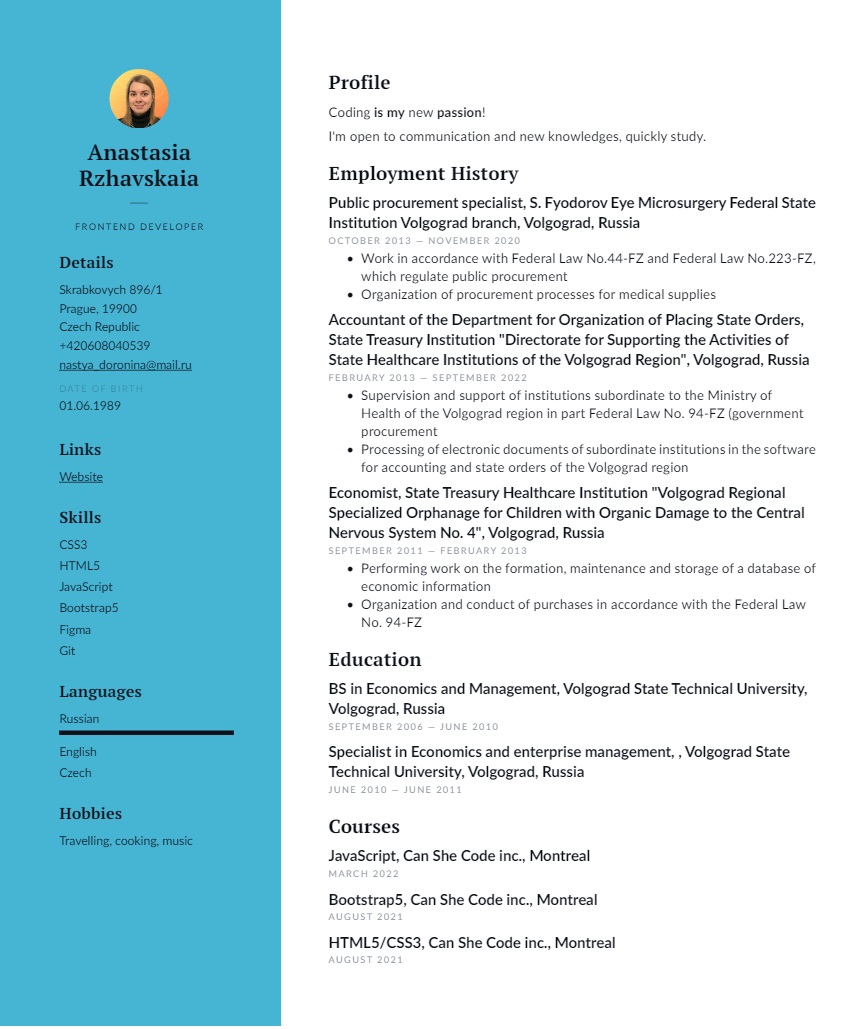 Anastasia
Rzhavskaia
FRONTEND DEVELOPER
Details
Skrabkovych 896/1
Prague, 19900
Czech Republic
+420608040539
nastya_doronina@mail.ru
DATE OF BIRTH
01.06.1989
Links
Website
Skills
CSS3
HTML5
JavaScript
Bootstrap5
Figma
Git
Languages
Russian
English
Czech
Hobbies
Travelling, cooking, music
Profile
Coding is my new passion!
I'm open to communication and new knowledges, quickly study.
Employment History
Public procurement specialist, S. Fyodorov Eye Microsurgery Federal State
Institution Volgograd branch, Volgograd, Russia
OCTOBER 2013 — NOVEMBER 2020
• Work in accordance with Federal Law No.44-FZ and Federal Law No.223-FZ,
which regulate public procurement
• Organization of procurement processes for medical supplies
Accountant of the Department for Organization of Placing State Orders,
State Treasury Institution "Directorate for Supporting the Activities of
State Healthcare Institutions of the Volgograd Region", Volgograd, Russia
FEBRUARY 2013 — SEPTEMBER 2022
• Supervision and support of institutions subordinate to the Ministry of
Health of the Volgograd region in part Federal Law No. 94-FZ (government
procurement
• Processing of electronic documents of subordinate institutions in the software
for accounting and state orders of the Volgograd region
Economist, State Treasury Healthcare Institution "Volgograd Regional
Specialized Orphanage for Children with Organic Damage to the Central
Nervous System No. 4", Volgograd, Russia
SEPTEMBER 2011 — FEBRUARY 2013
• Performing work on the formation, maintenance and storage of a database of
economic information
• Organization and conduct of purchases in accordance with the Federal Law
No. 94-FZ
Education
BS in Economics and Management, Volgograd State Technical University,
Volgograd, Russia
SEPTEMBER 2006 — JUNE 2010
Specialist in Economics and enterprise management, , Volgograd State
Technical University, Volgograd, Russia
JUNE 2010 — JUNE 2011
Courses
JavaScript, Can She Code inc., Montreal
MARCH 2022
Bootstrap5, Can She Code inc., Montreal
AUGUST 2021
HTML5/CSS3, Can She Code inc., Montreal
AUGUST 2021